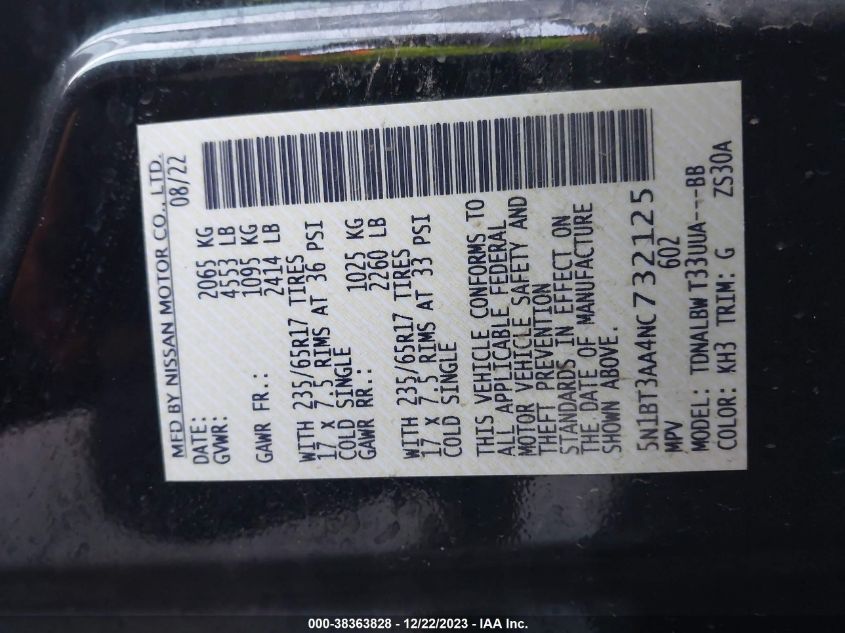 MFD BY NISSAN MOTOR CO., LTD.
DATE: 08/22
GVWR: 2065 KG
4553 LB
GAWR FR.: 1095 KG
2414 LB
WITH 235/65R17 TIRES
17 x 7.5 RIMS AT 36 PSI
COLD SINGLE
GAWR RR.: 1025 KG
2260 LB
WITH 235/65R17 TIRES
17 x 7.5 RIMS AT 33 PSI
COLD SINGLE
THIS VEHICLE CONFORMS TO
ALL APPLICABLE FEDERAL
MOTOR VEHICLE SAFETY AND
THEFT PREVENTION
STANDARDS IN EFFECT ON
THE DATE OF MANUFACTURE
SHOWN ABOVE.
5N1BT3AA4NC732125
MPV 602
MODEL: TDNALBW T33UUA---BB
COLOR: KH3 TRIM: G ZS30A
000-38363828 - 12/22/2023 - IAA Inc.